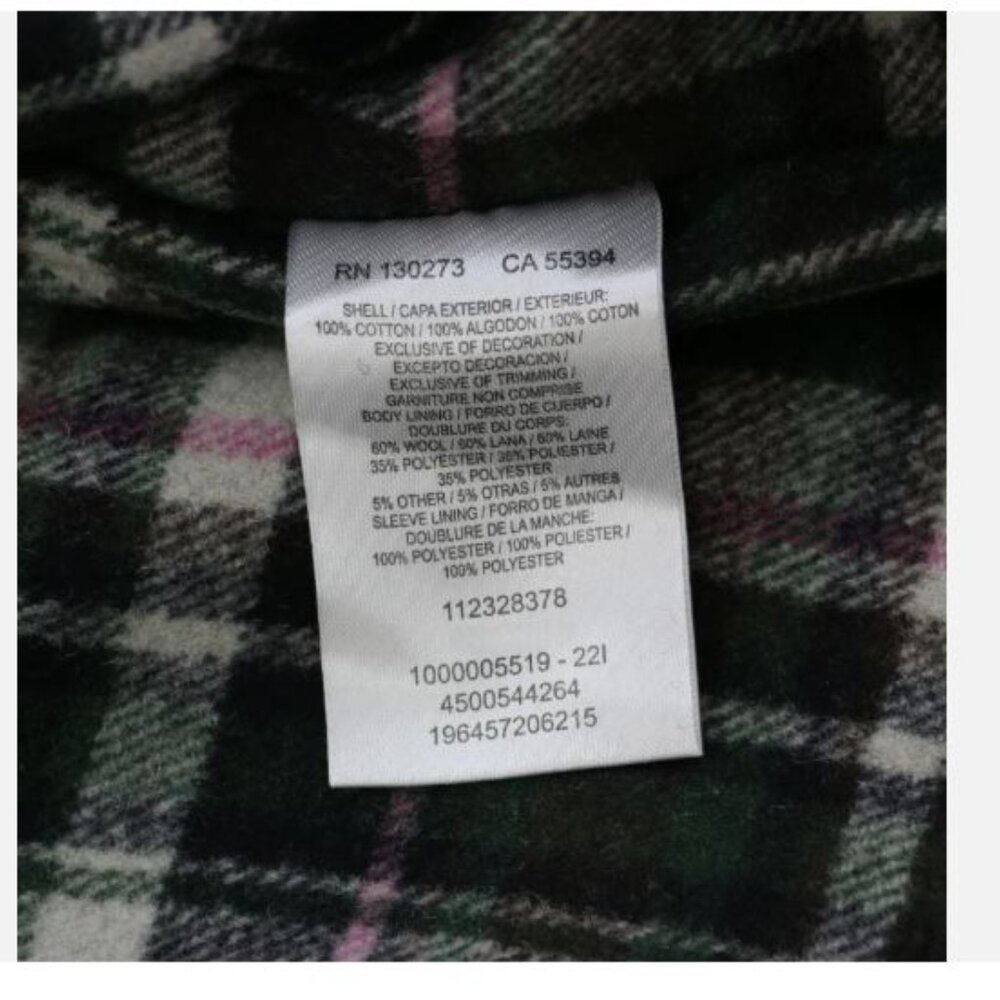 RN 130273 CA 55394
SHELL / CAPA EXTERIOR / EXTERIEUR:
100% COTTON / 100% ALGODON / 100% COTON
EXCLUSIVE OF DECORATION /
EXCEPTO DECORACION /
EXCLUSIVE OF TRIMMING /
GARNITURE NON COMPRISE
BODY LINING / FORRO DE CUERPO /
DOUBLURE DU CORPS:
60% WOOL / 60% LANA / 60% LAINE
35% POLYESTER / 35% POLIESTER /
35% POLYESTER
5% OTHER / 5% OTRAS / 5% AUTRES
SLEEVE LINING / FORRO DE MANGA /
DOUBLURE DE LA MANCHE:
100% POLYESTER / 100% POLIESTER /
100% POLYESTER
112328378
1000005519 - 22I
4500544264
196457206215